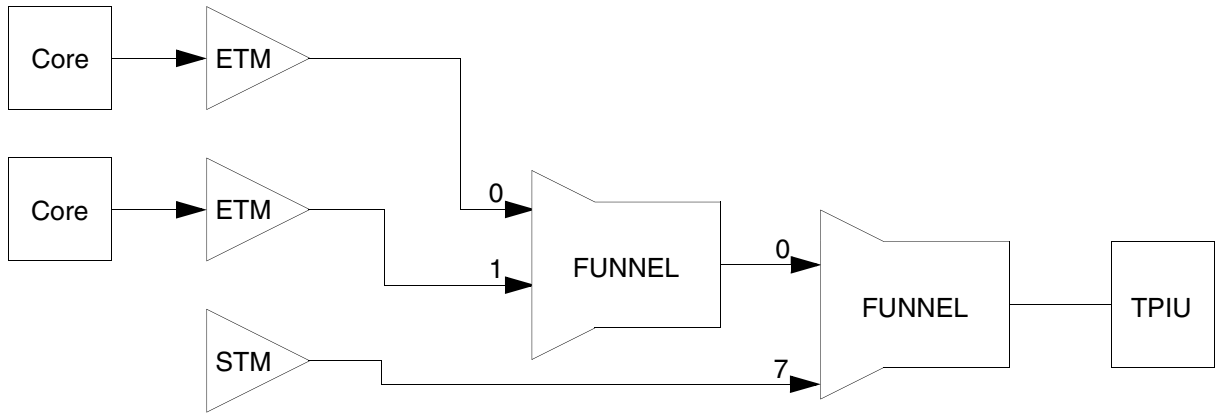 Core
ETM
Core
ETM
0
1
FUNNEL
0
FUNNEL
TPIU
STM
7